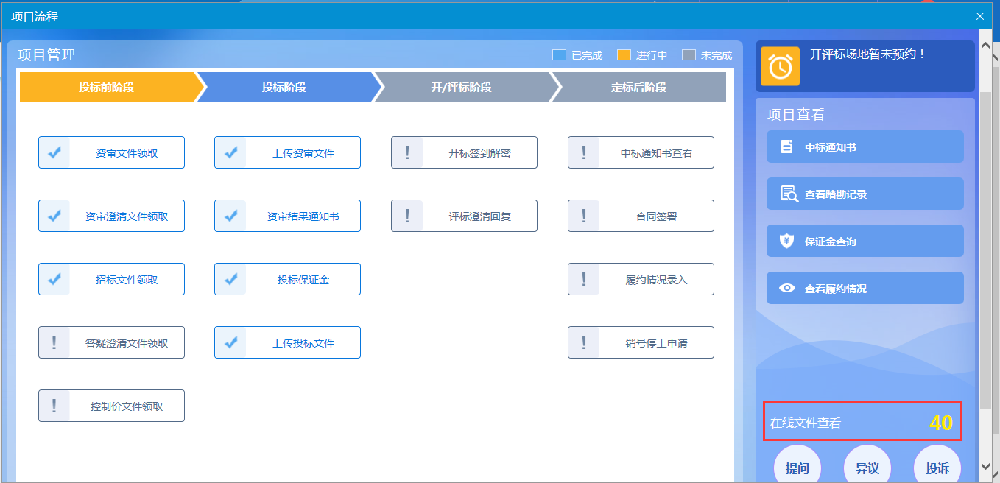 项目流程
项目管理
已完成 进行中 未完成
投标前阶段 投标阶段 开/评标阶段 定标后阶段
资审文件领取 上传资审文件 开标签到解密 中标通知书查看
资审澄清文件领取 资审结果通知书 评标澄清回复 合同签署
招标文件领取 投标保证金 履约情况录入
答疑澄清文件领取 上传投标文件 销号停工申请
控制价文件领取
开评标场地暂未预约！
项目查看
中标通知书
查看踏勘记录
保证金查询
查看履约情况
在线文件查看 40
提问 异议 投诉